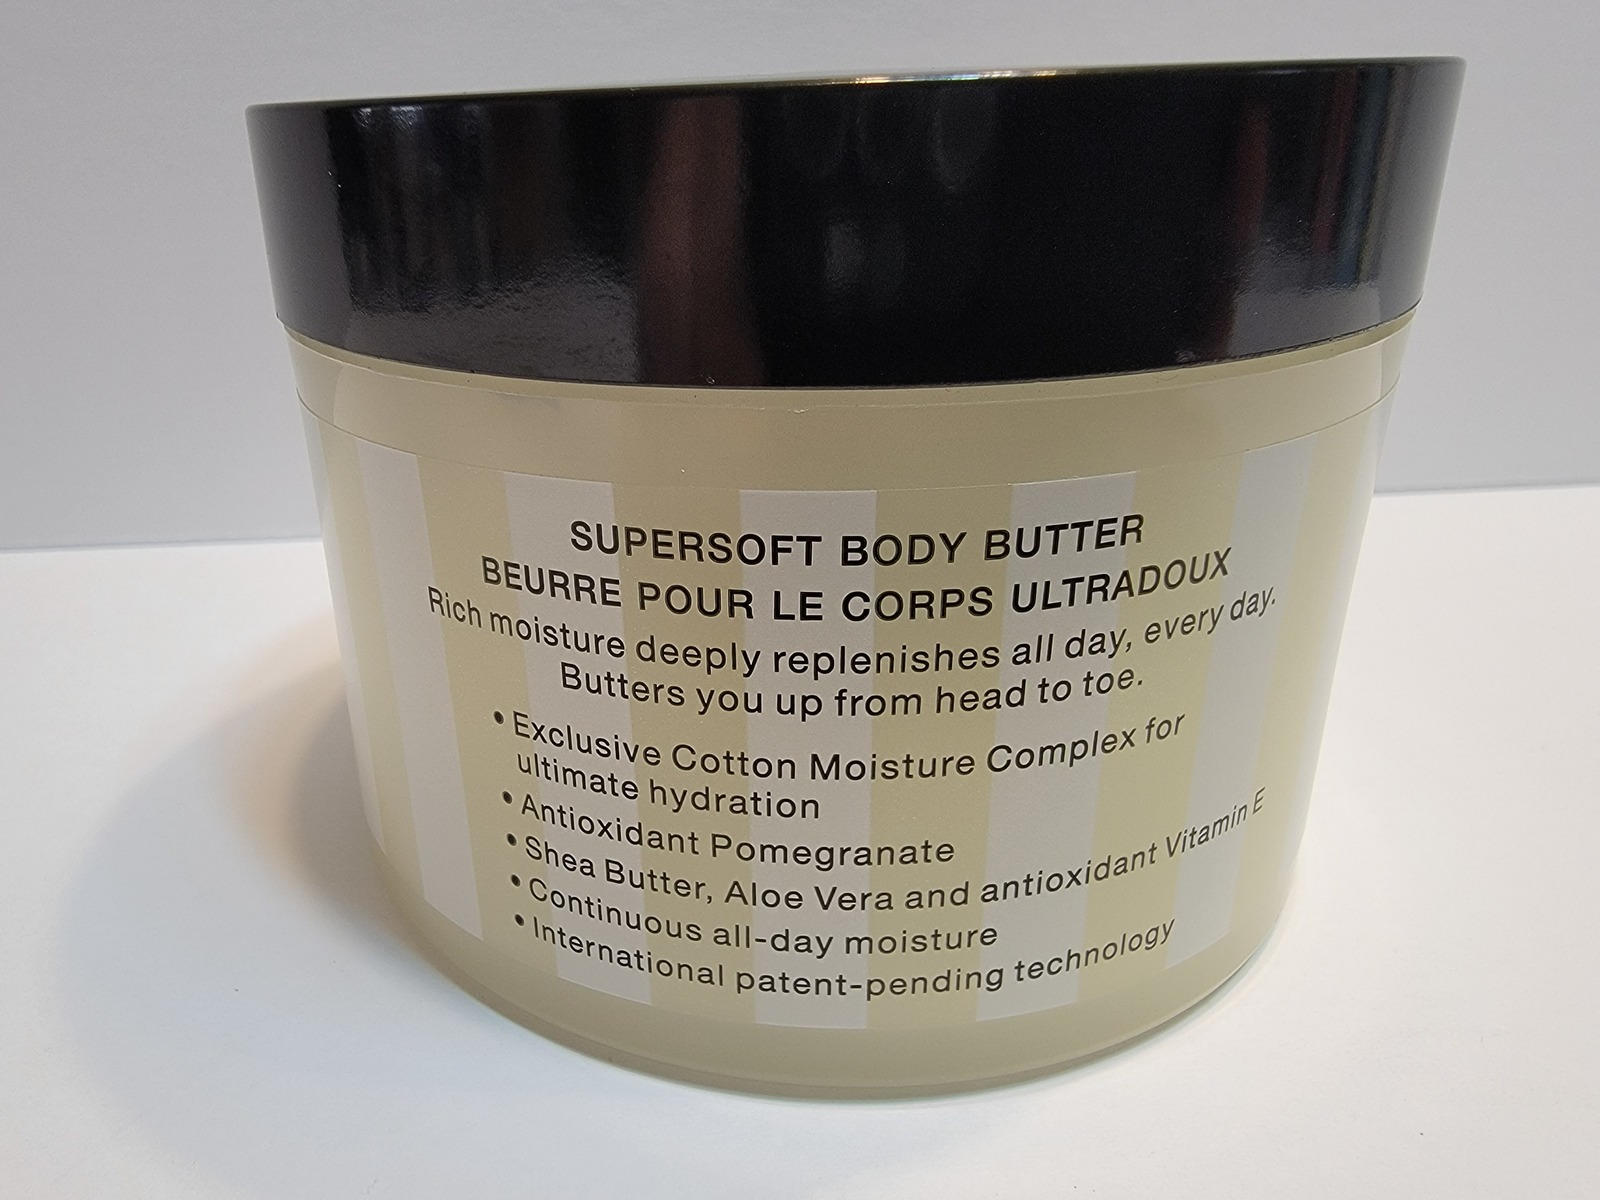 SUPERSOFT BODY BUTTER
BEURRE POUR LE CORPS ULTRADOUX
Rich moisture deeply replenishes all day, every day.
Butters you up from head to toe.
• Exclusive Cotton Moisture Complex for
ultimate hydration
• Antioxidant Pomegranate
• Shea Butter, Aloe Vera and antioxidant Vitamin E
• Continuous all-day moisture
• International patent-pending technology